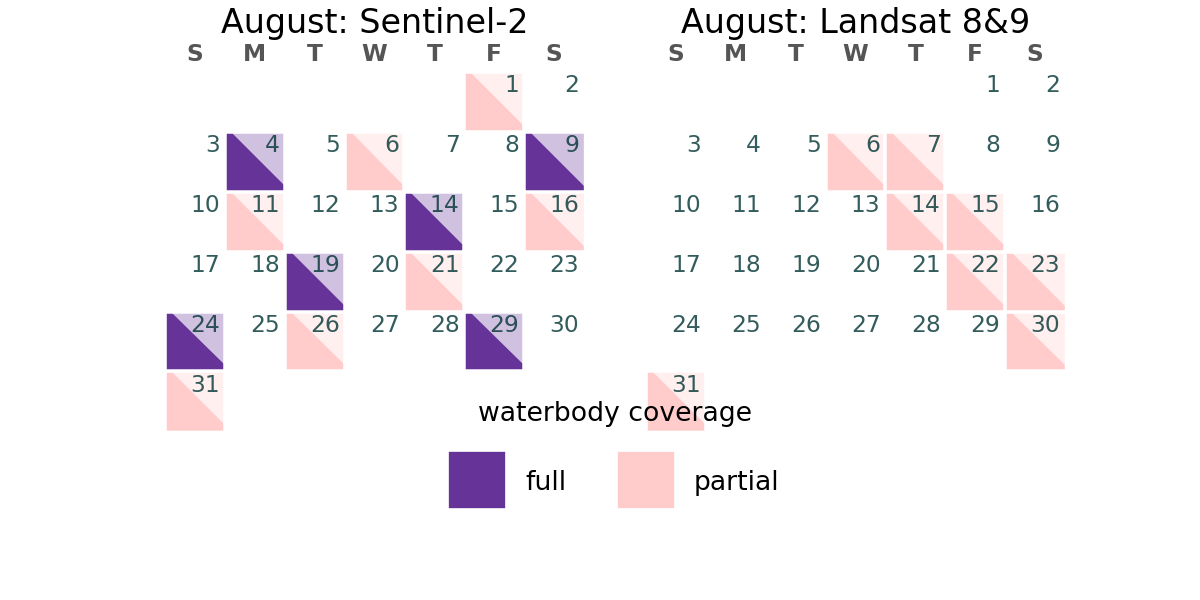 August: Sentinel-2
S M T W T F S
1 2
3 4 5 6 7 8 9
10 11 12 13 14 15 16
17 18 19 20 21 22 23
24 25 26 27 28 29 30
31
August: Landsat 8&9
S M T W T F S
1 2
3 4 5 6 7 8 9
10 11 12 13 14 15 16
17 18 19 20 21 22 23
24 25 26 27 28 29 30
31
waterbody coverage
full
partial